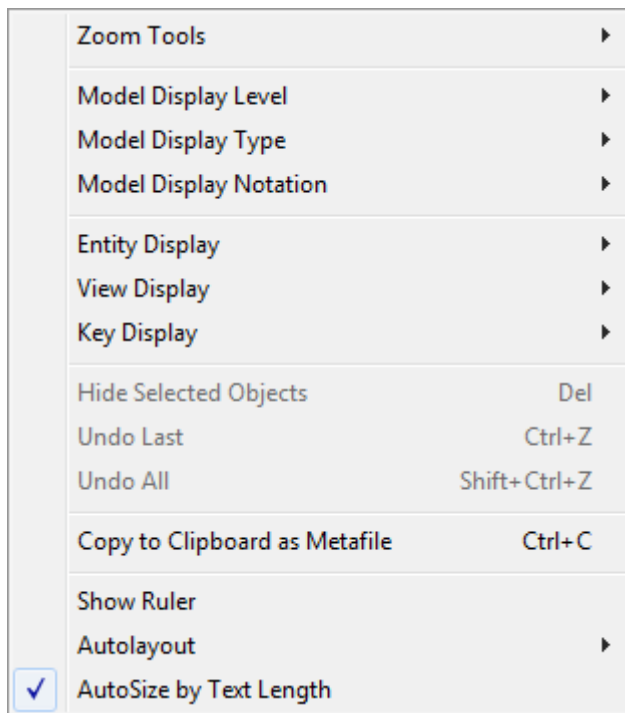 Zoom Tools
Model Display Level
Model Display Type
Model Display Notation
Entity Display
View Display
Key Display
Hide Selected Objects Del
Undo Last Ctrl+Z
Undo All Shift+Ctrl+Z
Copy to Clipboard as Metafile Ctrl+C
Show Ruler
Autolayout
AutoSize by Text Length